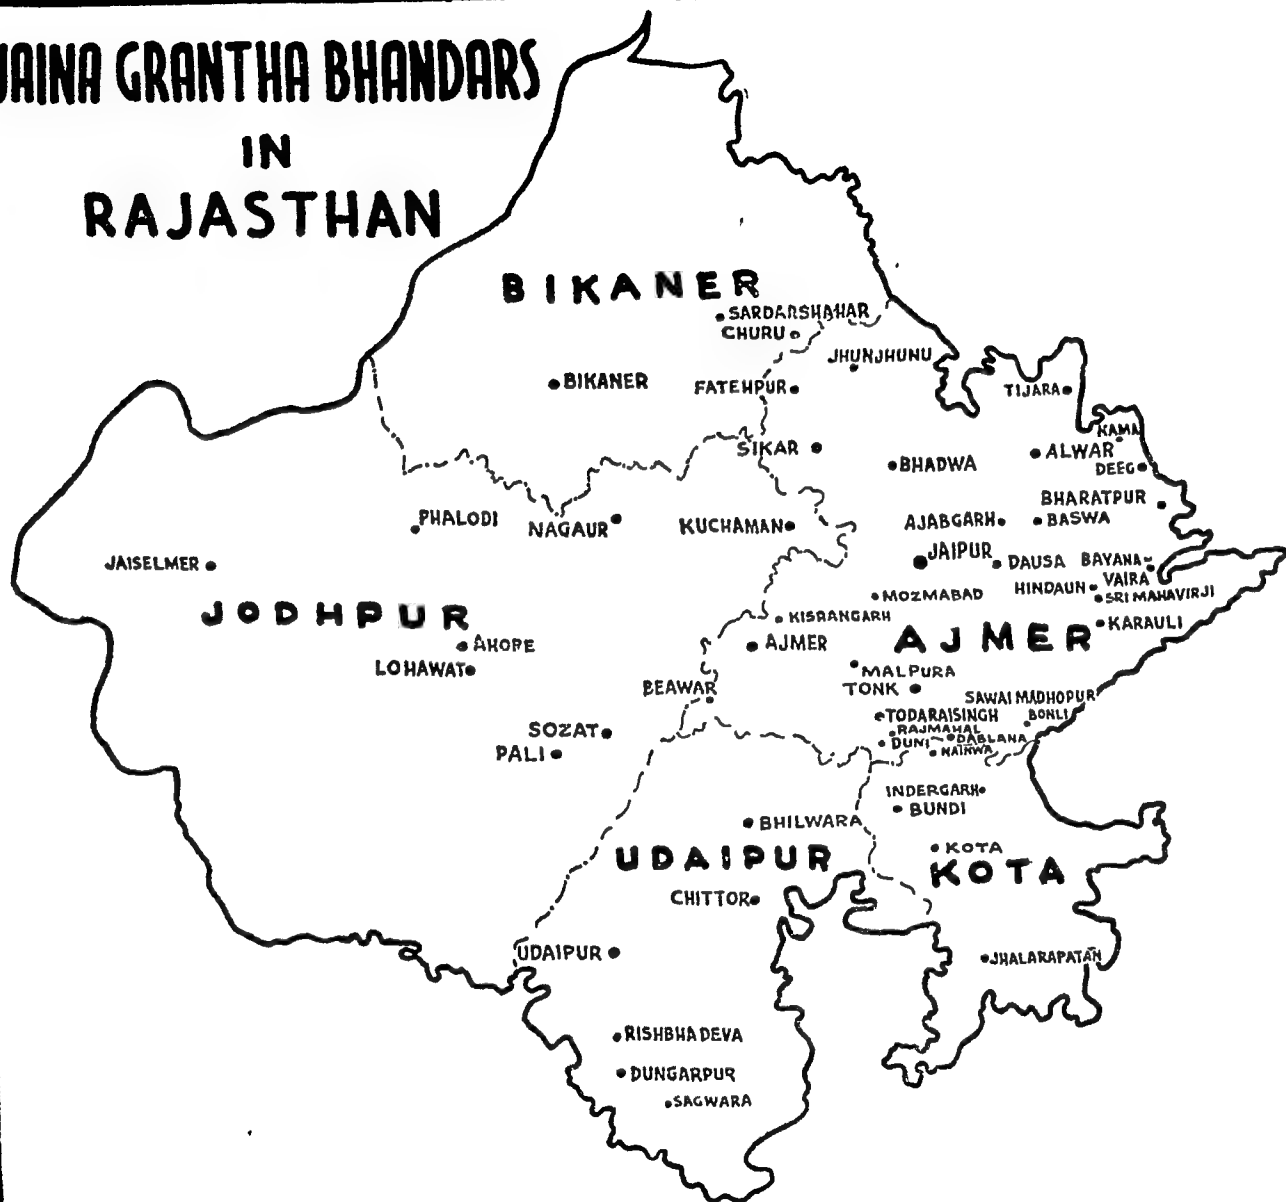 JAINA GRANTHA BHANDARS
IN
RAJASTHAN
BIKANER
SARDARSHAHAR
CHURU
JHUNJHUNU
BIKANER
FATEHPUR
TIJARA
KAMA
SIKAR
ALWAR
BHADWA
DEEG
BHARATPUR
PHALODI
NAGAUR
KUCHAMAN
AJABGARH
BASWA
JAIPUR
JAISELMER
DAUSA
BAYANA
VAIRA
HINDAUN
MOZMABAD
SRI MAHAVIRJI
JODHPUR
KISHANGARH
KARAULI
AJMER
AHORE
AJMER
LOHAWAT
MALPURA
BEAWAR
TONK
SAWAI MADHOPUR
TODARAISINGH
BONLI
SOZAT
RAJMAHAL
DABLANA
DUNI
NAINWA
PALI
INDERGARH
BUNDI
BHILWARA
KOTA
UDAIPUR
KOTA
CHITTOR
UDAIPUR
JHALARAPATAN
RISHBHADEVA
DUNGARPUR
SAGWARA